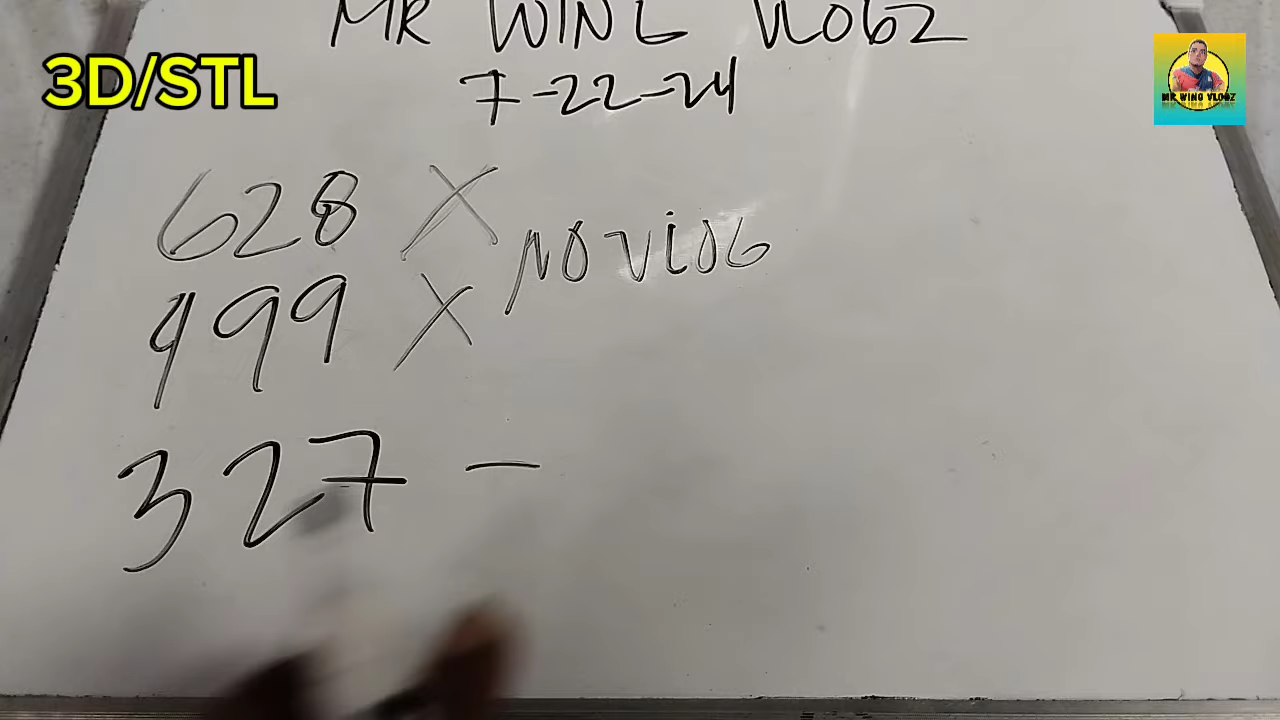 MR WING VLOGZ
3D/STL
7-22-24
MR WING VLOGZ
628 X
NO VLOG
499 X
327 -